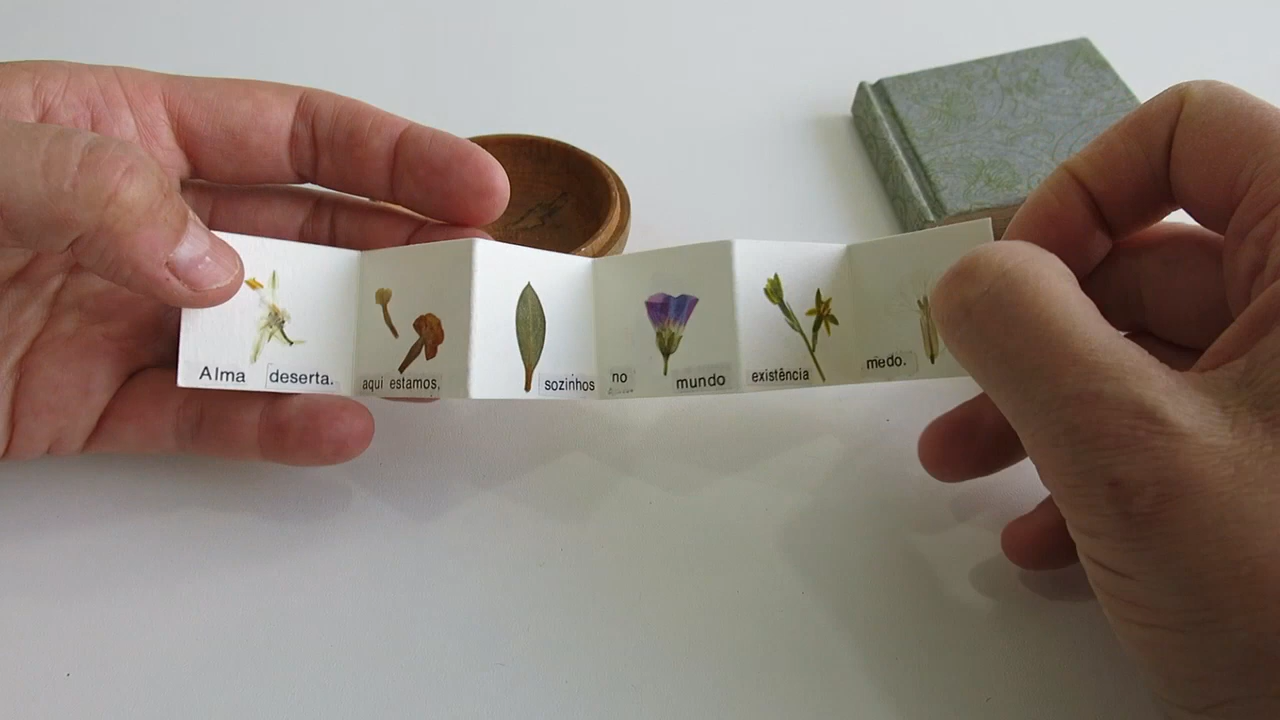 Alma deserta.
aqui estamos,
sozinhos
no mundo
existência
medo.